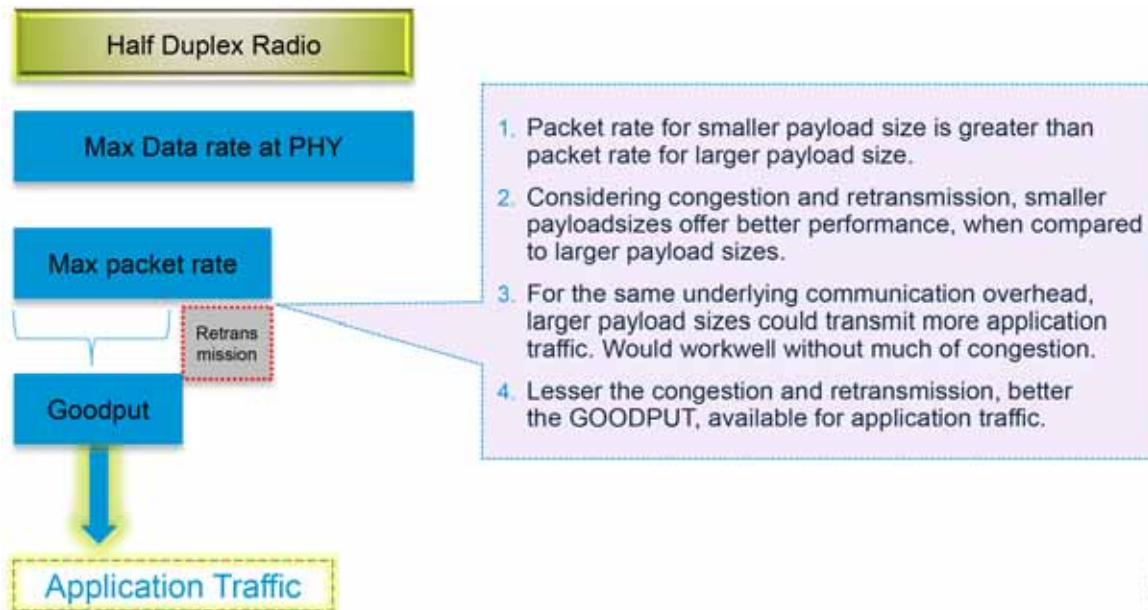 Half Duplex Radio
Max Data rate at PHY
Max packet rate
Retrans
mission
Goodput
Application Traffic
1. Packet rate for smaller payload size is greater than
packet rate for larger payload size.
2. Considering congestion and retransmission, smaller
payloadsizes offer better performance, when compared
to larger payload sizes.
3. For the same underlying communication overhead,
larger payload sizes could transmit more application
traffic. Would workwell without much of congestion.
4. Lesser the congestion and retransmission, better
the GOODPUT, available for application traffic.